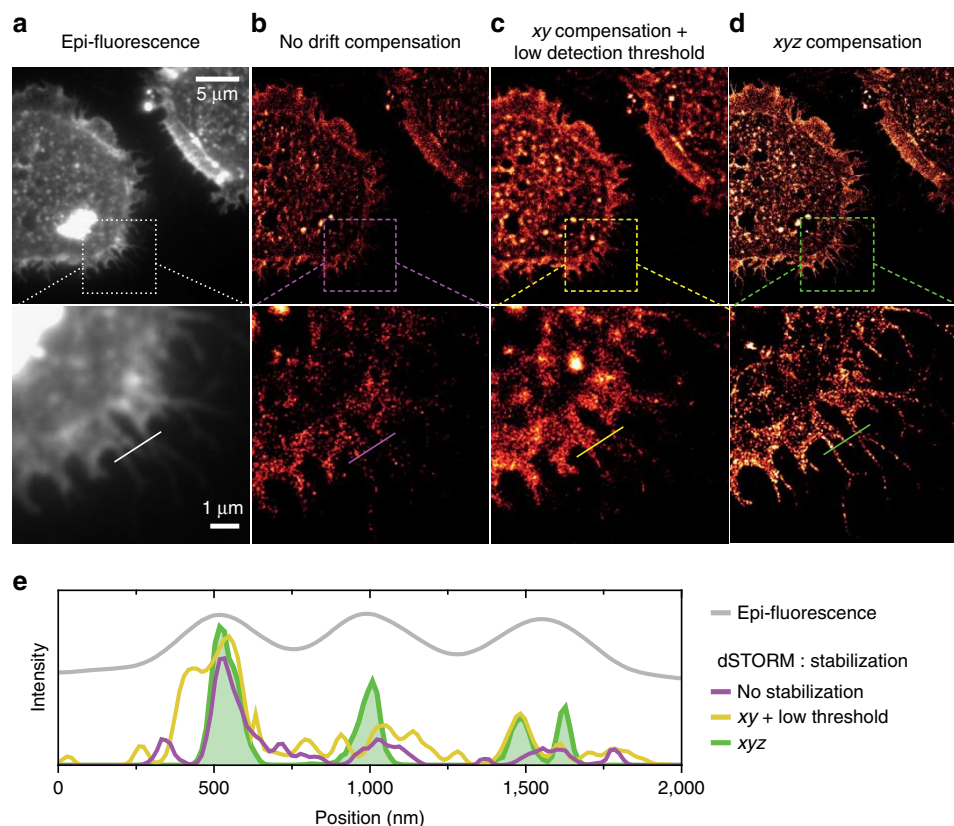 a
Epi-fluorescence
b
No drift compensation
c
xy compensation +
low detection threshold
d
xyz compensation
5 μm
1 μm
e
Intensity
0
500
1,000
1,500
2,000
Position (nm)
Epi-fluorescence
dSTORM : stabilization
No stabilization
xy + low threshold
xyz